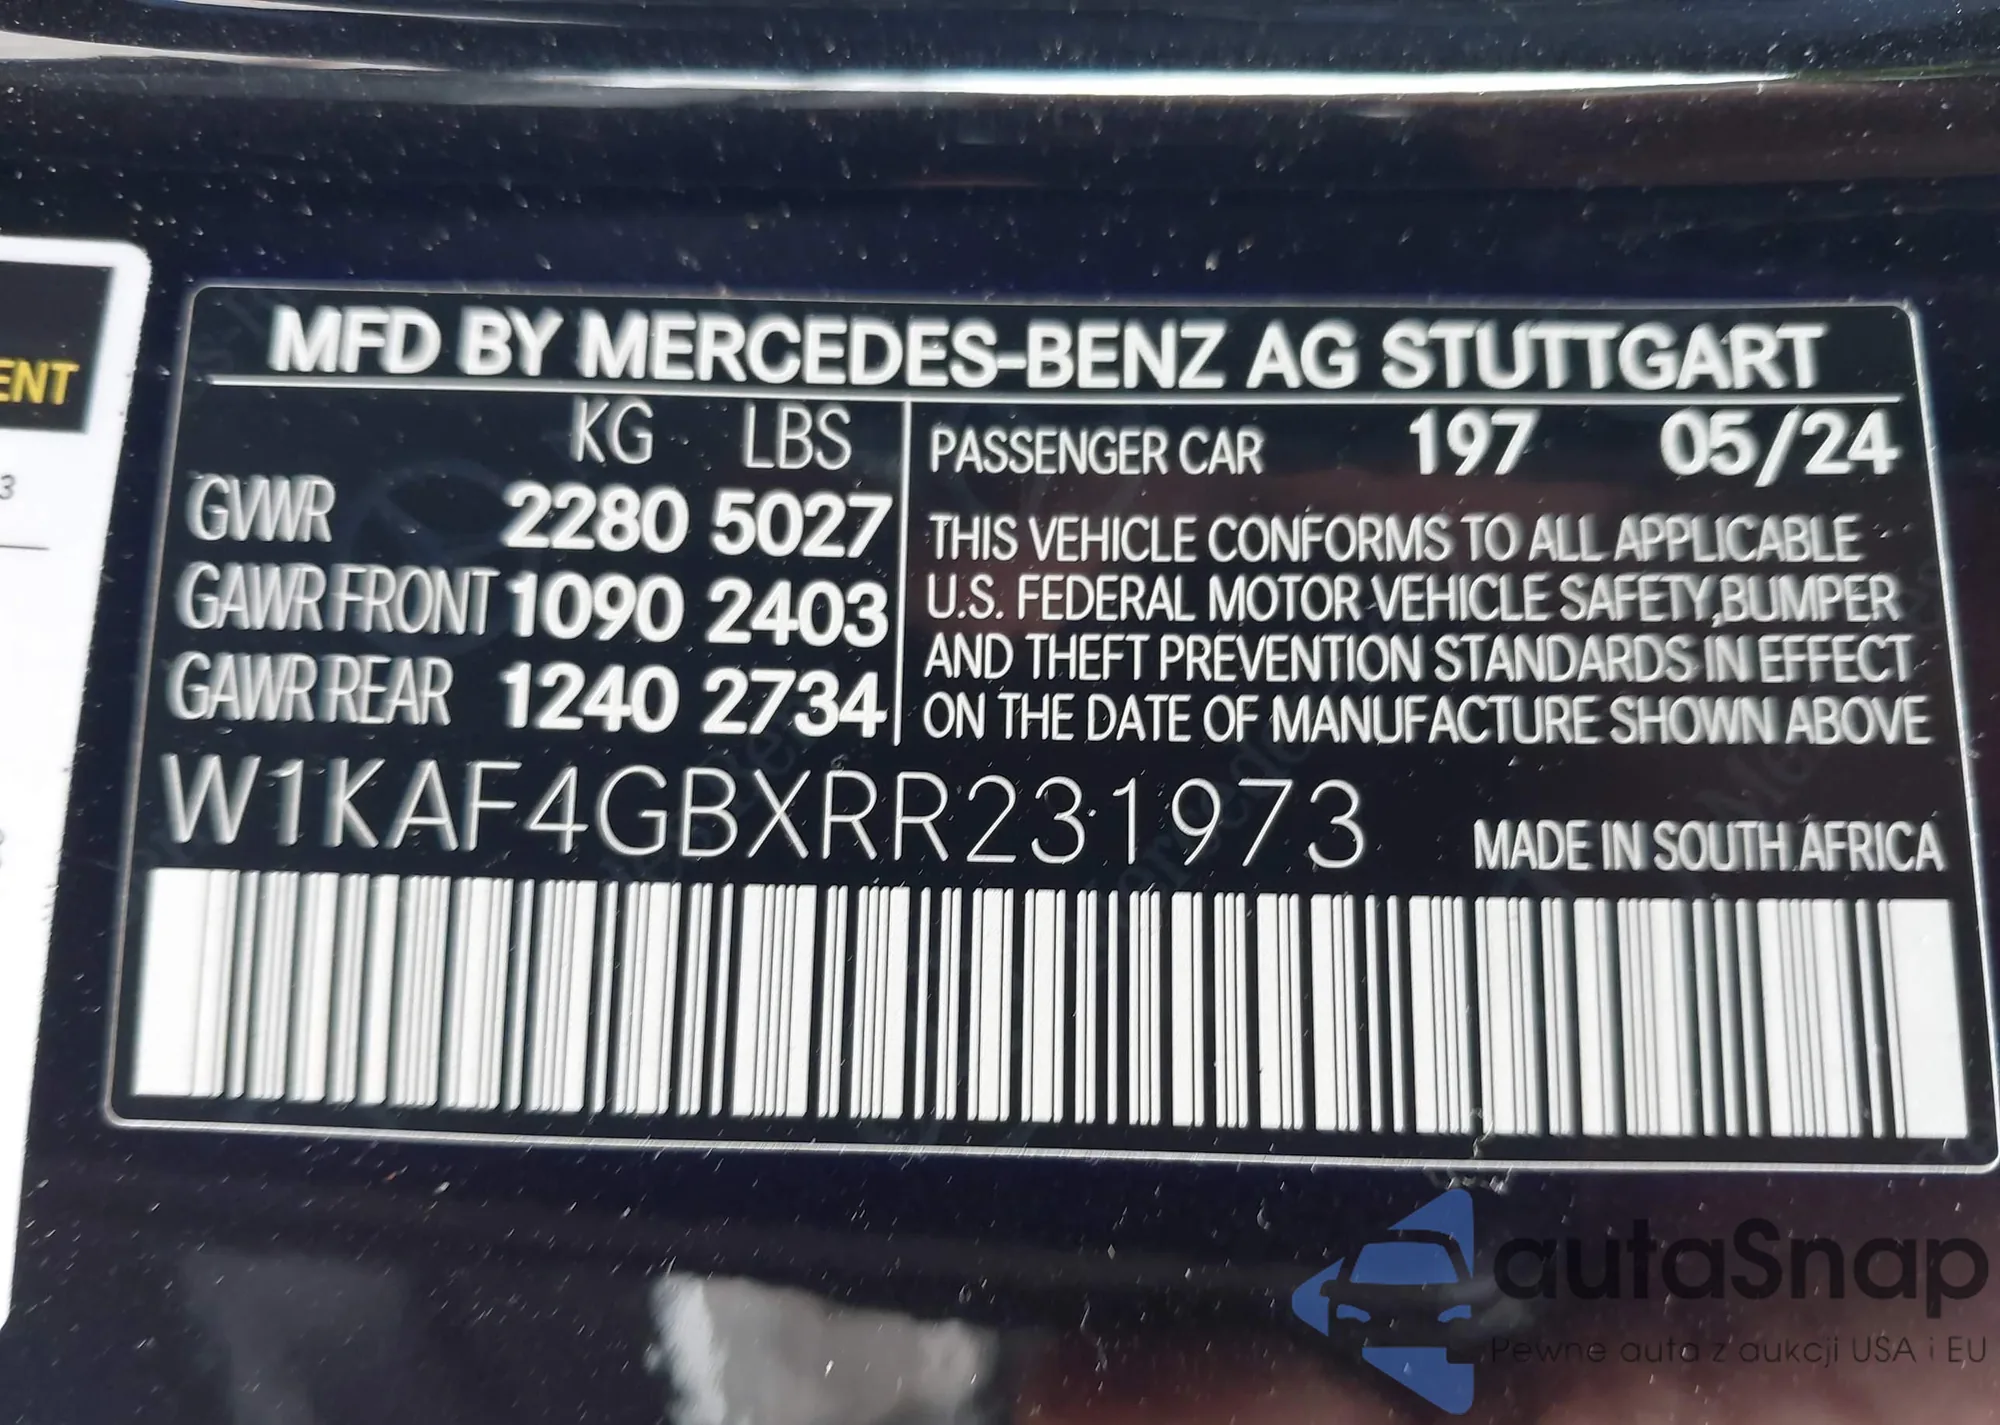 MFD BY MERCEDES-BENZ AG STUTTGART
KG LBS
GVWR 2280 5027
GAWR FRONT 1090 2403
GAWR REAR 1240 2734
PASSENGER CAR 197 05/24
THIS VEHICLE CONFORMS TO ALL APPLICABLE
U.S. FEDERAL MOTOR VEHICLE SAFETY,BUMPER
AND THEFT PREVENTION STANDARDS IN EFFECT
ON THE DATE OF MANUFACTURE SHOWN ABOVE
W1KAF4GBXRR231973
MADE IN SOUTH AFRICA
ENT
3
autaSnap
Pewne auta z aukcji USA i EU